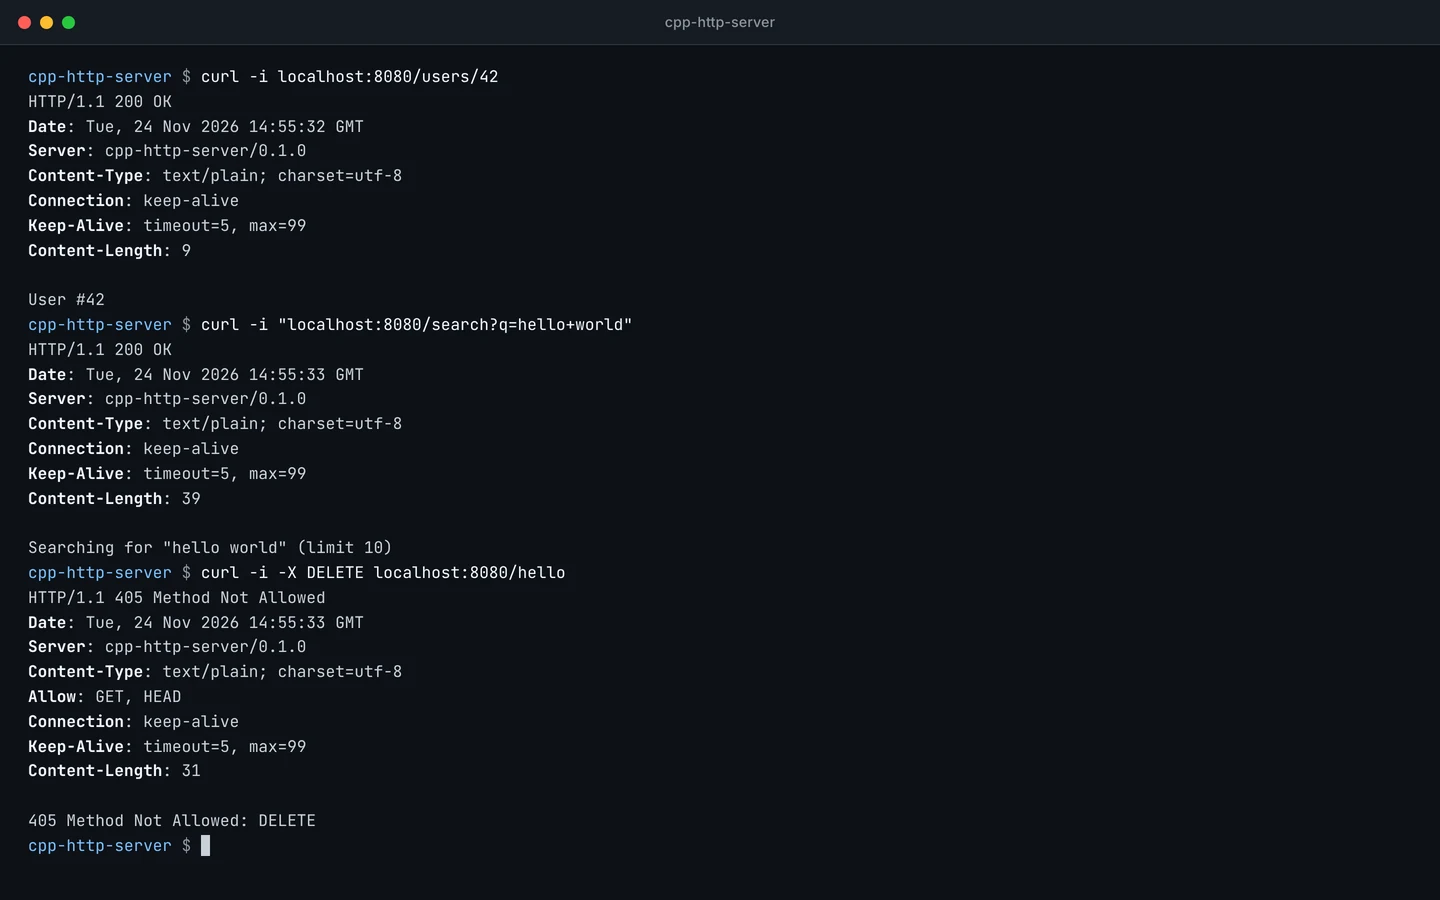 cpp-http-server
cpp-http-server $ curl -i localhost:8080/users/42
HTTP/1.1 200 OK
Date: Tue, 24 Nov 2026 14:55:32 GMT
Server: cpp-http-server/0.1.0
Content-Type: text/plain; charset=utf-8
Connection: keep-alive
Keep-Alive: timeout=5, max=99
Content-Length: 9
User #42
cpp-http-server $ curl -i "localhost:8080/search?q=hello+world"
HTTP/1.1 200 OK
Date: Tue, 24 Nov 2026 14:55:33 GMT
Server: cpp-http-server/0.1.0
Content-Type: text/plain; charset=utf-8
Connection: keep-alive
Keep-Alive: timeout=5, max=99
Content-Length: 39
Searching for "hello world" (limit 10)
cpp-http-server $ curl -i -X DELETE localhost:8080/hello
HTTP/1.1 405 Method Not Allowed
Date: Tue, 24 Nov 2026 14:55:33 GMT
Server: cpp-http-server/0.1.0
Content-Type: text/plain; charset=utf-8
Allow: GET, HEAD
Connection: keep-alive
Keep-Alive: timeout=5, max=99
Content-Length: 31
405 Method Not Allowed: DELETE
cpp-http-server $